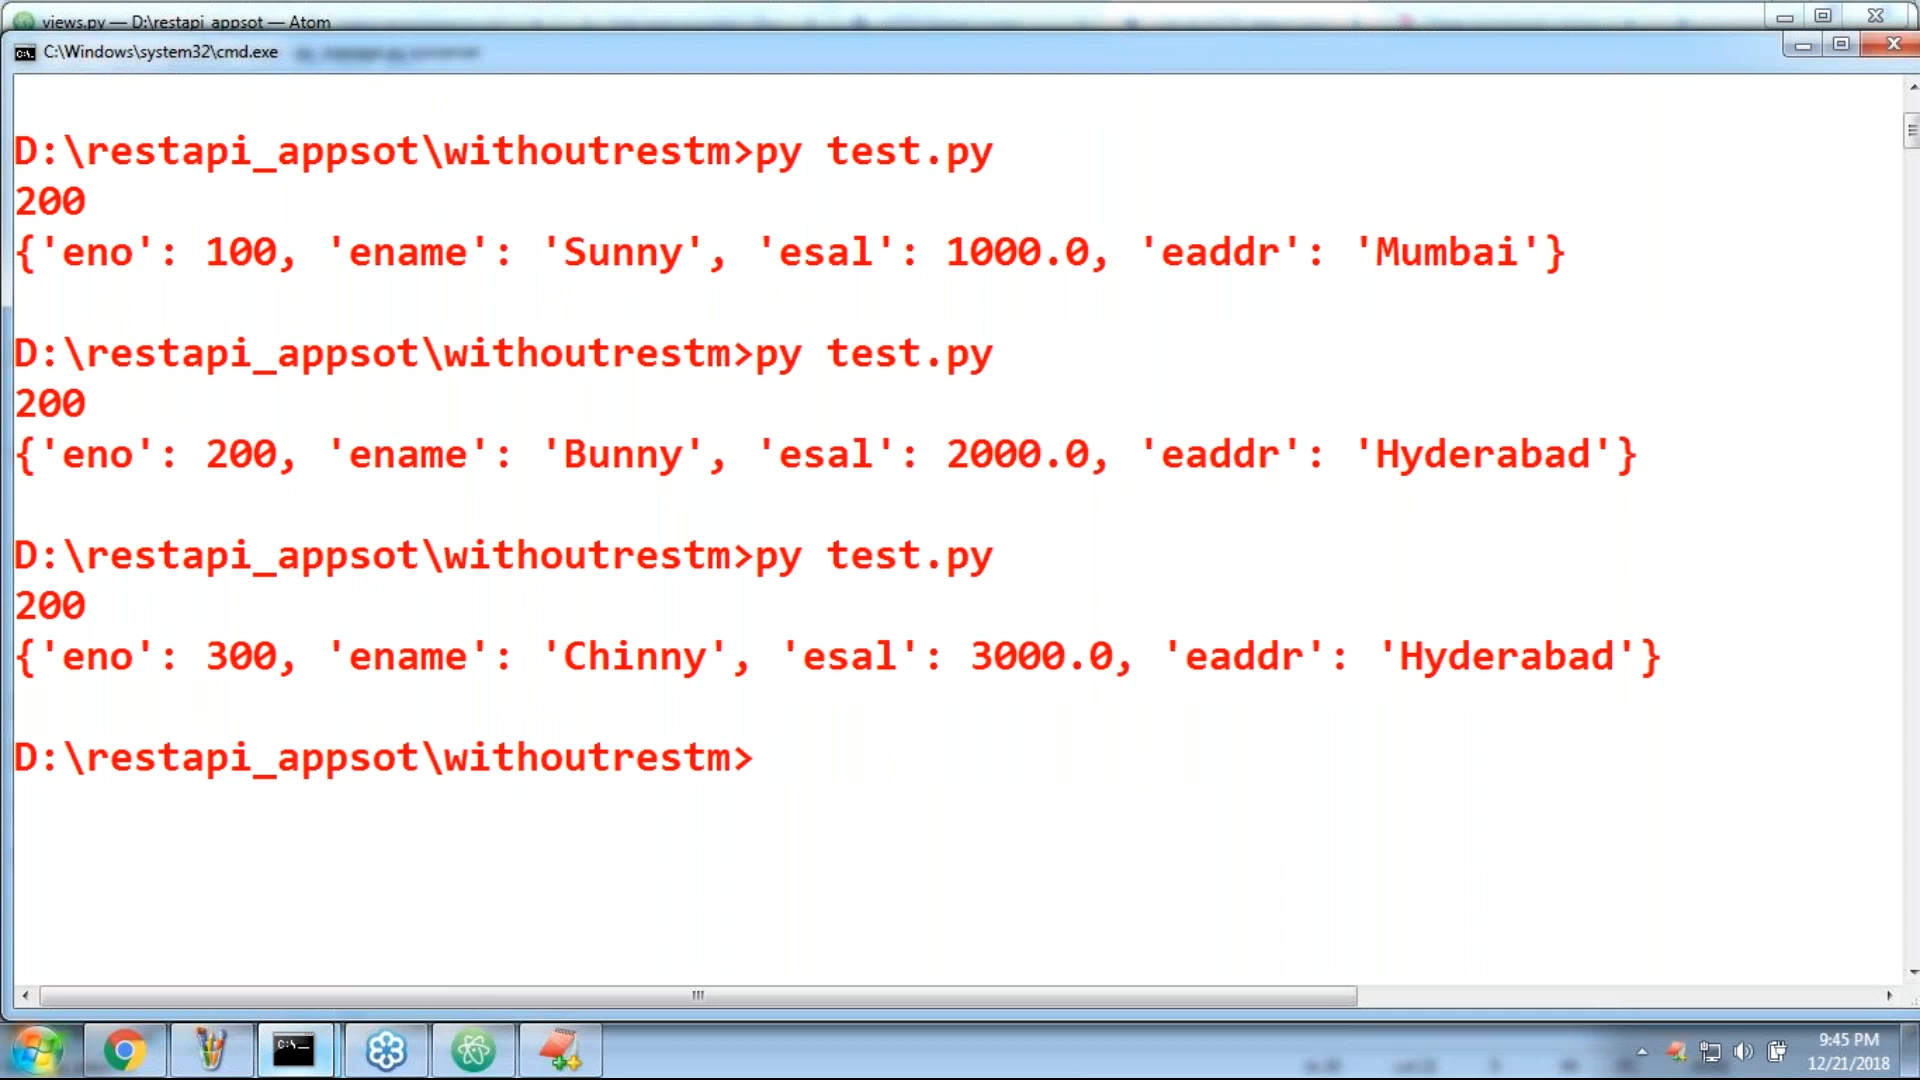 views.py — D:\restapi_appsot — Atom
C:\Windows\system32\cmd.exe
D:\restapi_appsot\withoutrestm>py test.py
200
{'eno': 100, 'ename': 'Sunny', 'esal': 1000.0, 'eaddr': 'Mumbai'}
D:\restapi_appsot\withoutrestm>py test.py
200
{'eno': 200, 'ename': 'Bunny', 'esal': 2000.0, 'eaddr': 'Hyderabad'}
D:\restapi_appsot\withoutrestm>py test.py
200
{'eno': 300, 'ename': 'Chinny', 'esal': 3000.0, 'eaddr': 'Hyderabad'}
D:\restapi_appsot\withoutrestm>
9:45 PM
12/21/2018